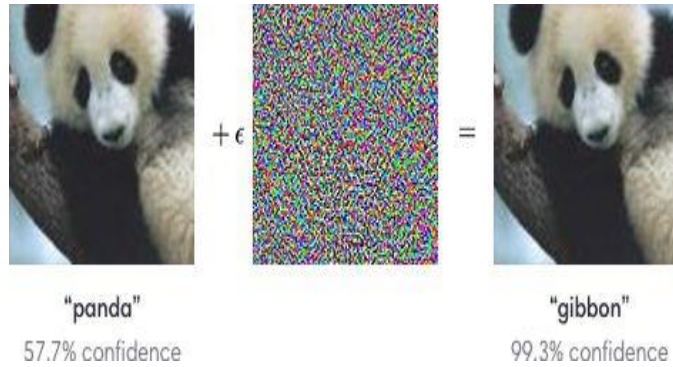 + ϵ
=
“panda”
57.7% confidence
“gibbon”
99.3% confidence